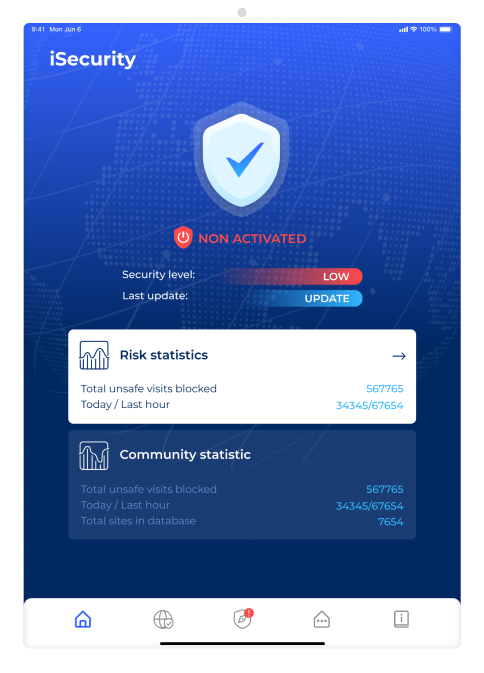 9:41 Mon Jun 6 100%
iSecurity
NON ACTIVATED
Security level: LOW
Last update: UPDATE
Risk statistics →
Total unsafe visits blocked 567765
Today / Last hour 34345/67654
Community statistic
Total unsafe visits blocked 567765
Today / Last hour 34345/67654
Total sites in database 7654
!
i